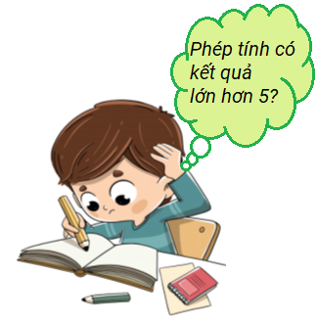 Phép tính có
kết quả
lớn hơn 5?